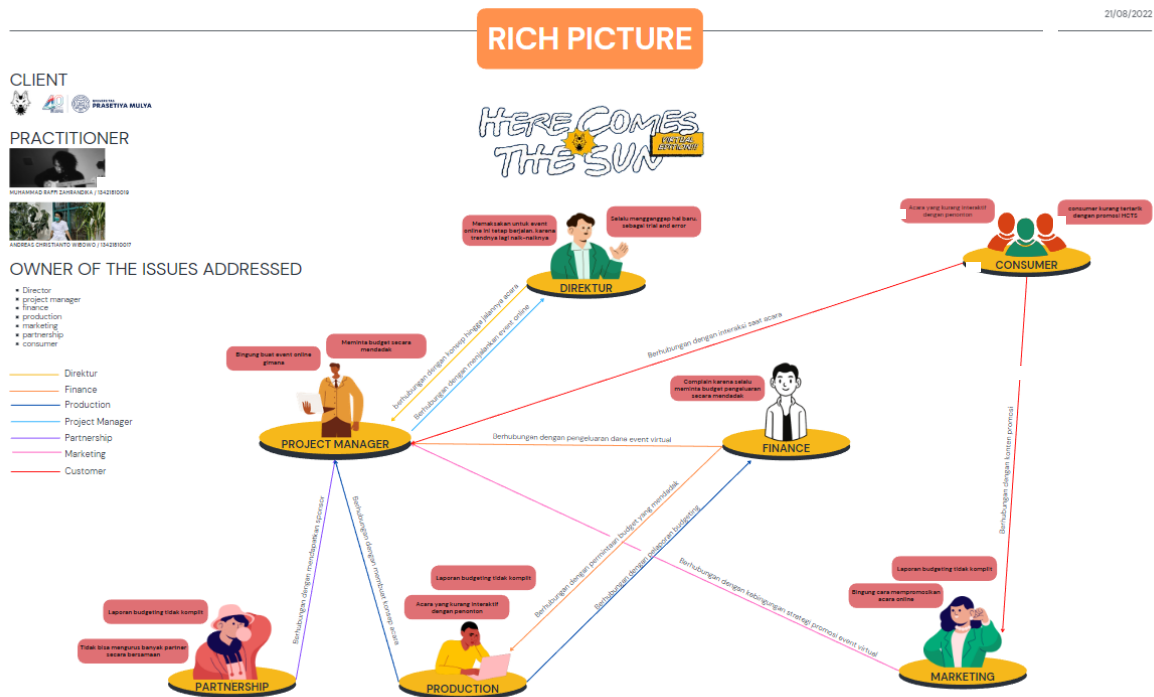 21/08/2022
RICH PICTURE
CLIENT
40
UNIVERSITAS
PRASETIYA MULYA
PRACTITIONER
MUHAMMAD RAFFI ZAHRANDIKA / 13421810019
ANDREAS CHRISTIANTO WIBOWO / 13421810017
OWNER OF THE ISSUES ADDRESSED
Director
project manager
finance
production
marketing
partnership
consumer
Direktur
Finance
Production
Project Manager
Partnership
Marketing
Customer
HERE COMES
THE SUN
VIRTUAL
EDITION!!
Memaksakan untuk event
online ini tetap berjalan, karena
trendnya lagi naik-naiknya
Selalu menganggep hal baru,
sebagai trial and error
DIREKTUR
Acara yang kurang interaktif
dengan penonton
consumer kurang tertarik
dengan promosi HCTS
CONSUMER
berhubungan dengan konsep hingga jalannya acara
Berhubungan dengan menjalankan event online
Berhubungan dengan interaksi saat acara
Bingung buat event online
gimana
Meminta budget secara
mendadak
PROJECT MANAGER
Complain karena selalu
meminta budget pengeluaran
secara mendadak
FINANCE
Berhubungan dengan pengeluaran dana event virtual
Berhubungan dengan konten promosi
Berhubungan dengan permintaan budget yang mendadak
Berhubungan dengan pelaporan budgeting
Berhubungan dengan mendapatkan sponsor
Berhubungan dengan membuat konsep acara
Berhubungan dengan kebingungan strategi promosi event virtual
Laporan budgeting tidak komplit
Tidak bisa mengurus banyak partner
secara bersamaan
PARTNERSHIP
Laporan budgeting tidak komplit
Acara yang kurang interaktif
dengan penonton
PRODUCTION
Laporan budgeting tidak komplit
Bingung cara mempromosikan
acara online
MARKETING